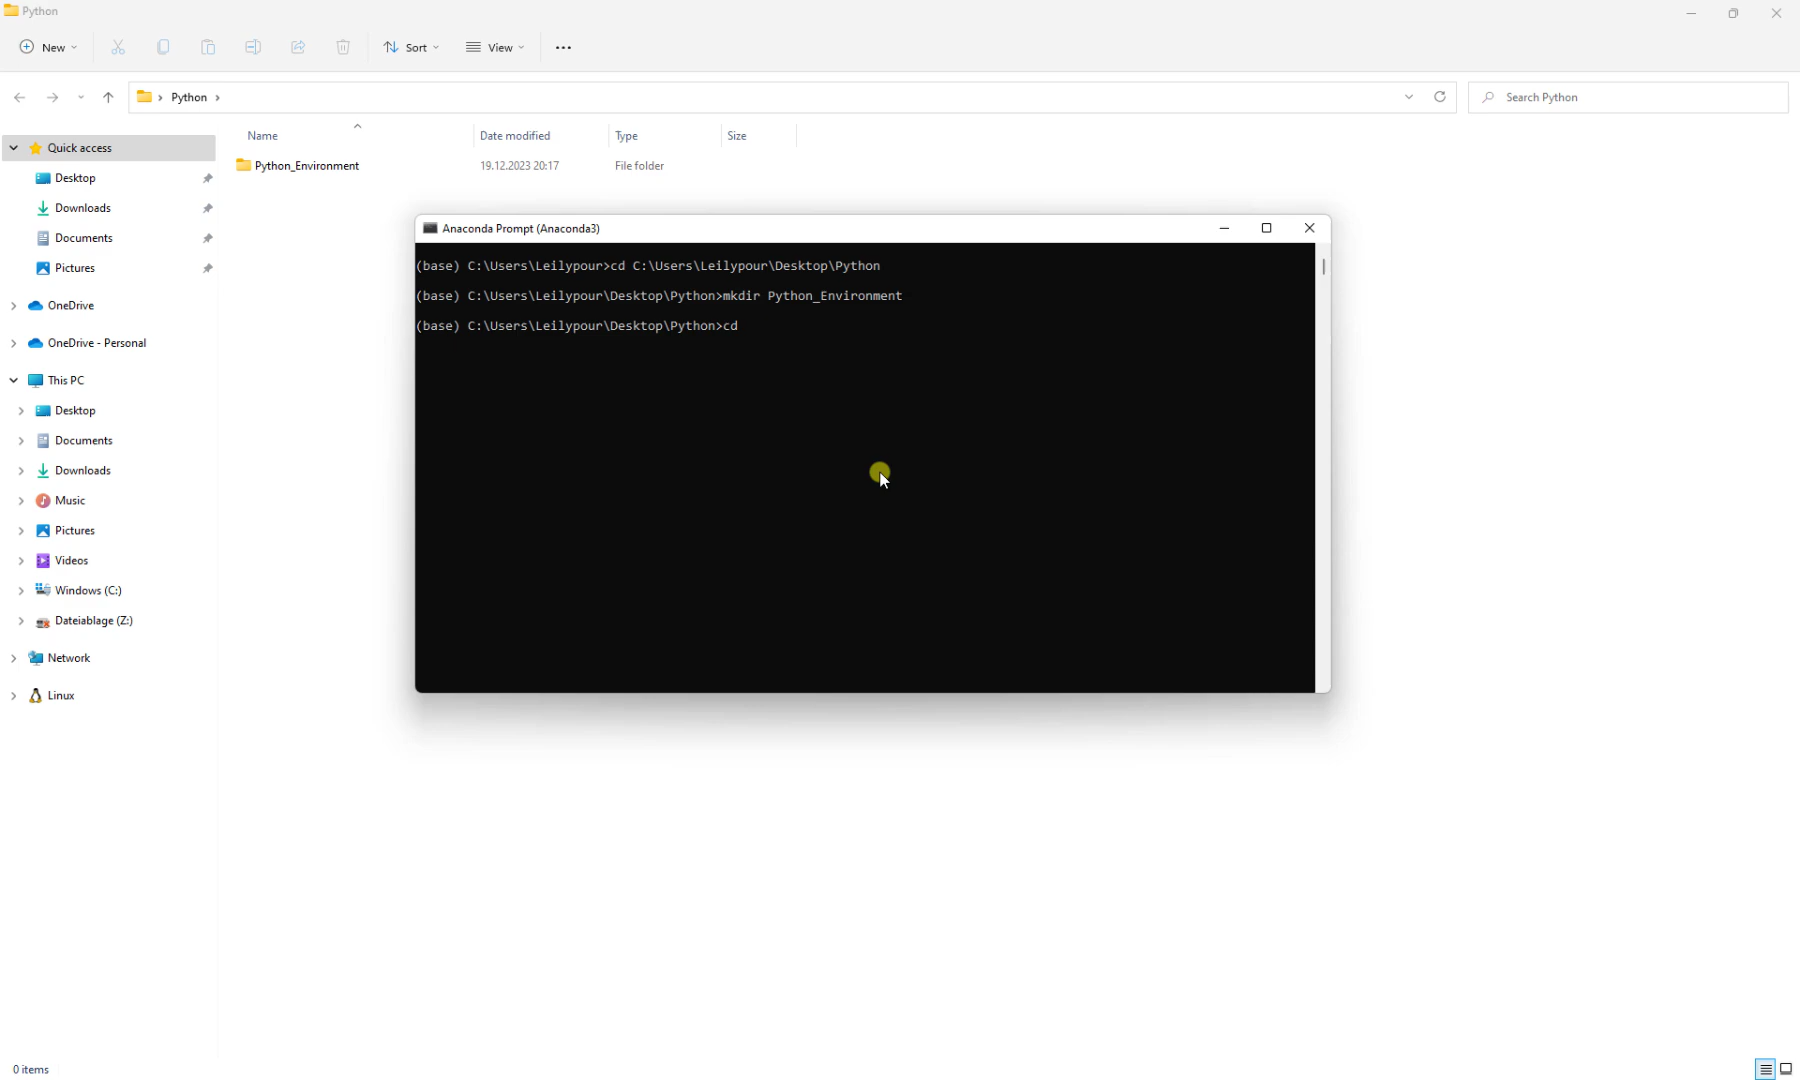 Python
New
Sort
View
Python
Search Python
Name
Date modified
Type
Size
Quick access
Python_Environment
19.12.2023 20:17
File folder
Desktop
Downloads
Documents
Pictures
OneDrive
OneDrive - Personal
This PC
Desktop
Documents
Downloads
Music
Pictures
Videos
Windows (C:)
Dateiablage (Z:)
Network
Linux
Anaconda Prompt (Anaconda3)
(base) C:\Users\Leilypour>cd C:\Users\Leilypour\Desktop\Python
(base) C:\Users\Leilypour\Desktop\Python>mkdir Python_Environment
(base) C:\Users\Leilypour\Desktop\Python>cd
0 items